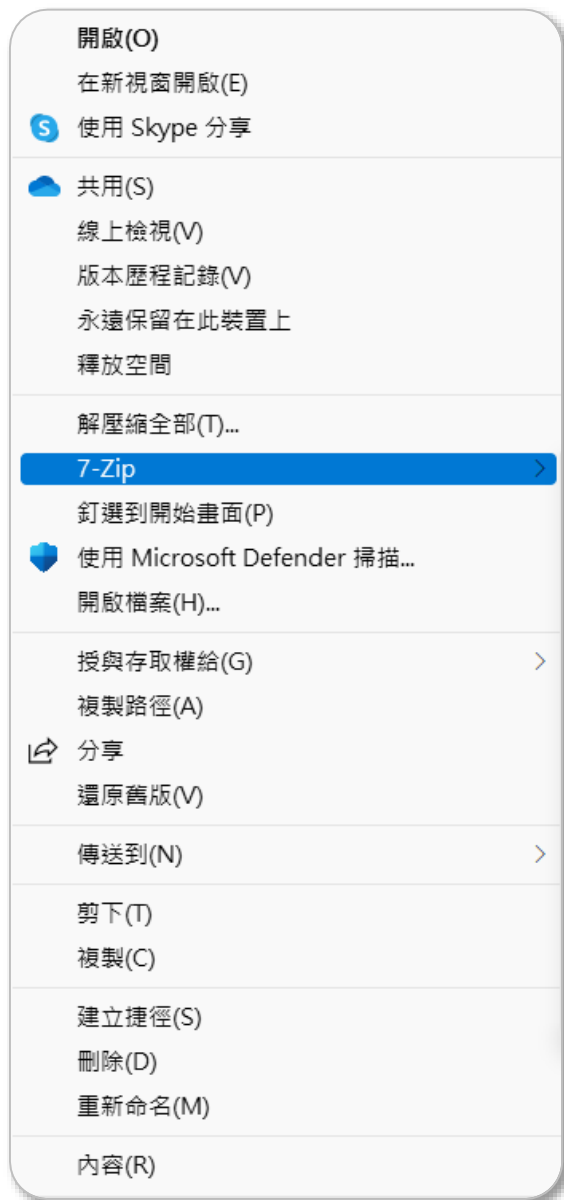 開啟(O)
在新視窗開啟(E)
使用 Skype 分享
共用(S)
線上檢視(V)
版本歷程記錄(V)
永遠保留在此裝置上
釋放空間
解壓縮全部(T)...
7-Zip
釘選到開始畫面(P)
使用 Microsoft Defender 掃描...
開啟檔案(H)...
授與存取權給(G)
複製路徑(A)
分享
還原舊版(V)
傳送到(N)
剪下(T)
複製(C)
建立捷徑(S)
刪除(D)
重新命名(M)
內容(R)